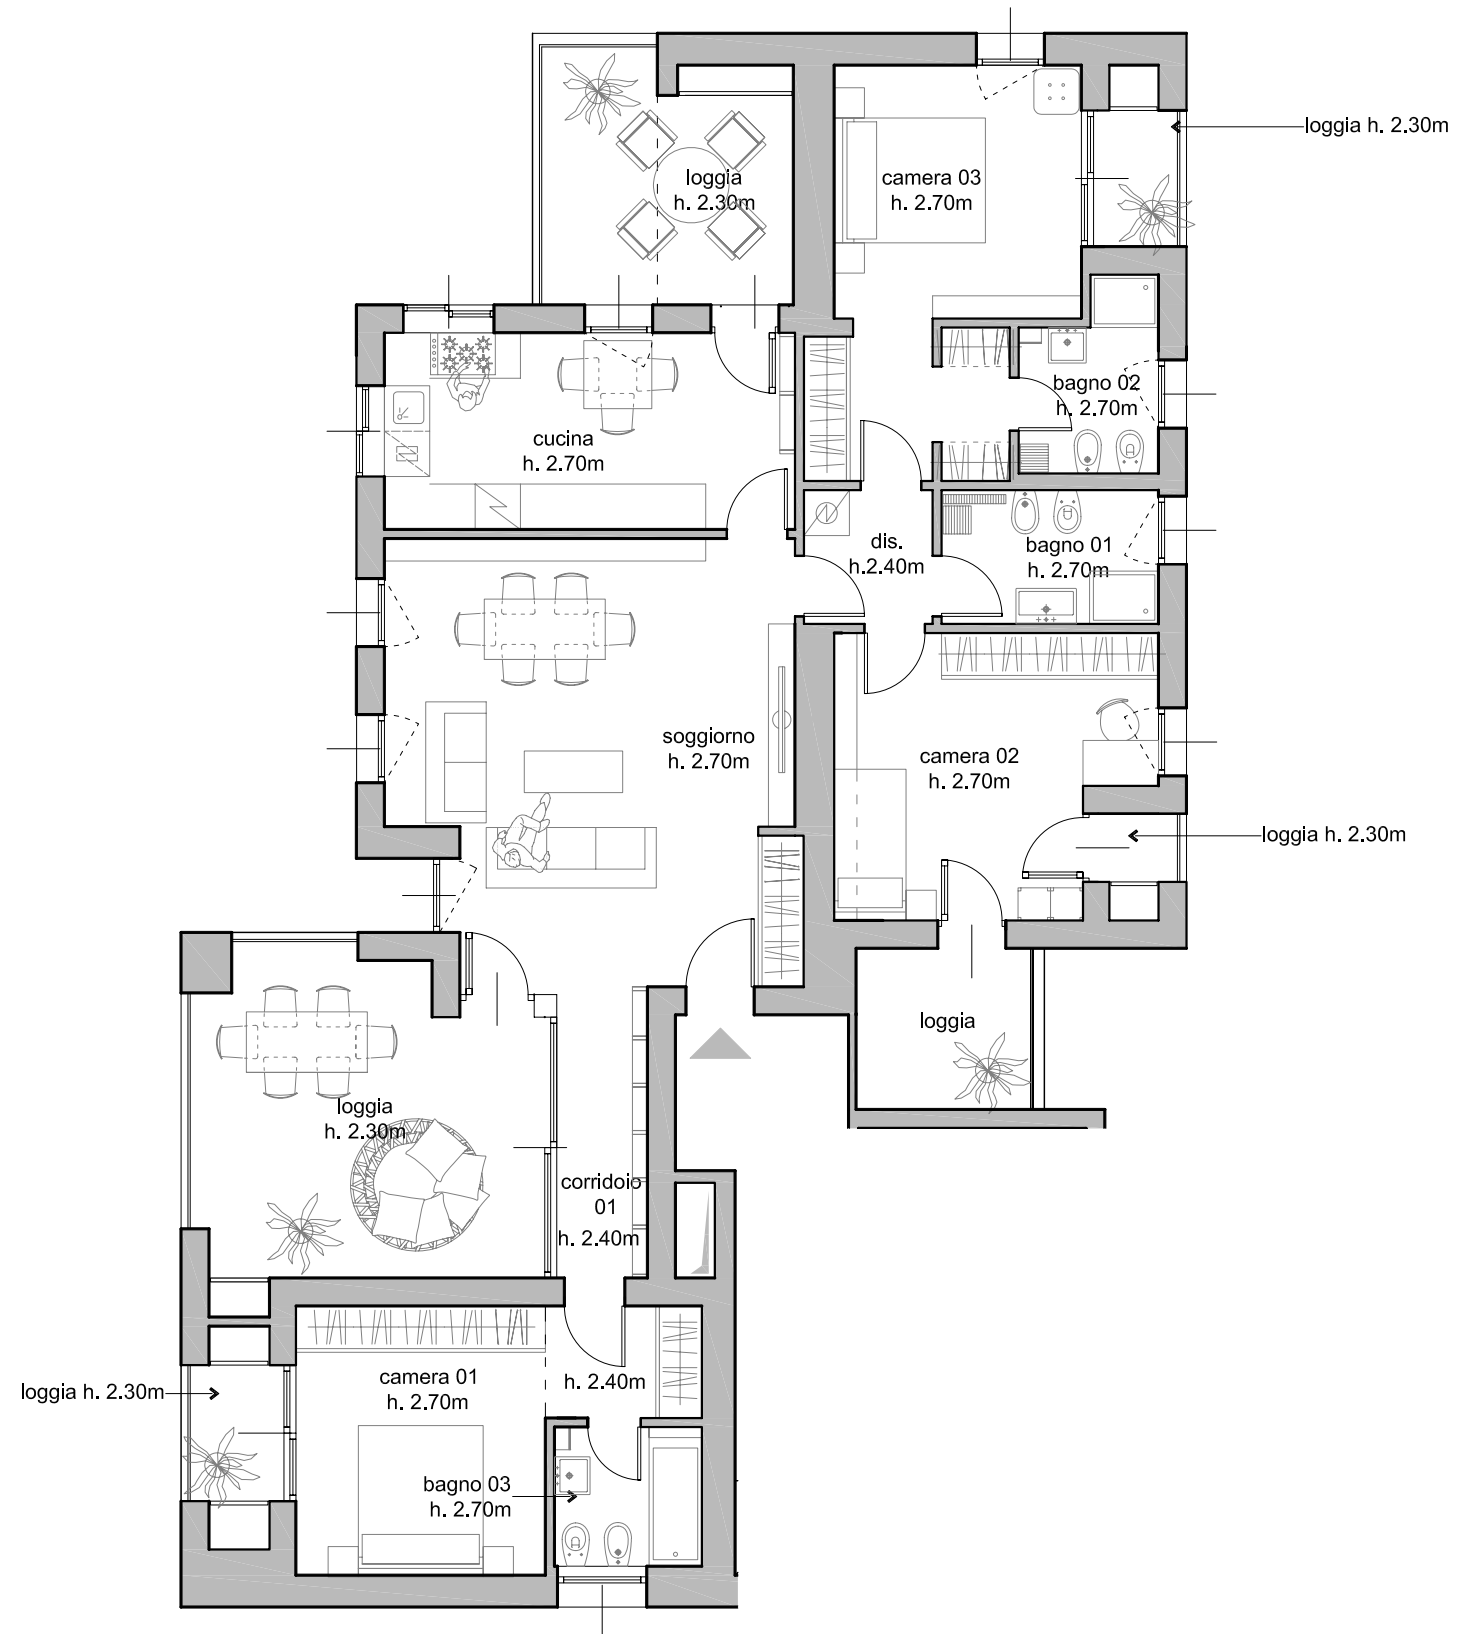 loggia h. 2.30m
loggia
h. 2.30m
camera 03
h. 2.70m
bagno 02
h. 2.70m
cucina
h. 2.70m
dis.
h.2.40m
bagno 01
h. 2.70m
soggiorno
h. 2.70m
camera 02
h. 2.70m
loggia h. 2.30m
loggia
loggia
h. 2.30m
corridoio
01
h. 2.40m
camera 01
h. 2.70m
h. 2.40m
loggia h. 2.30m
bagno 03
h. 2.70m